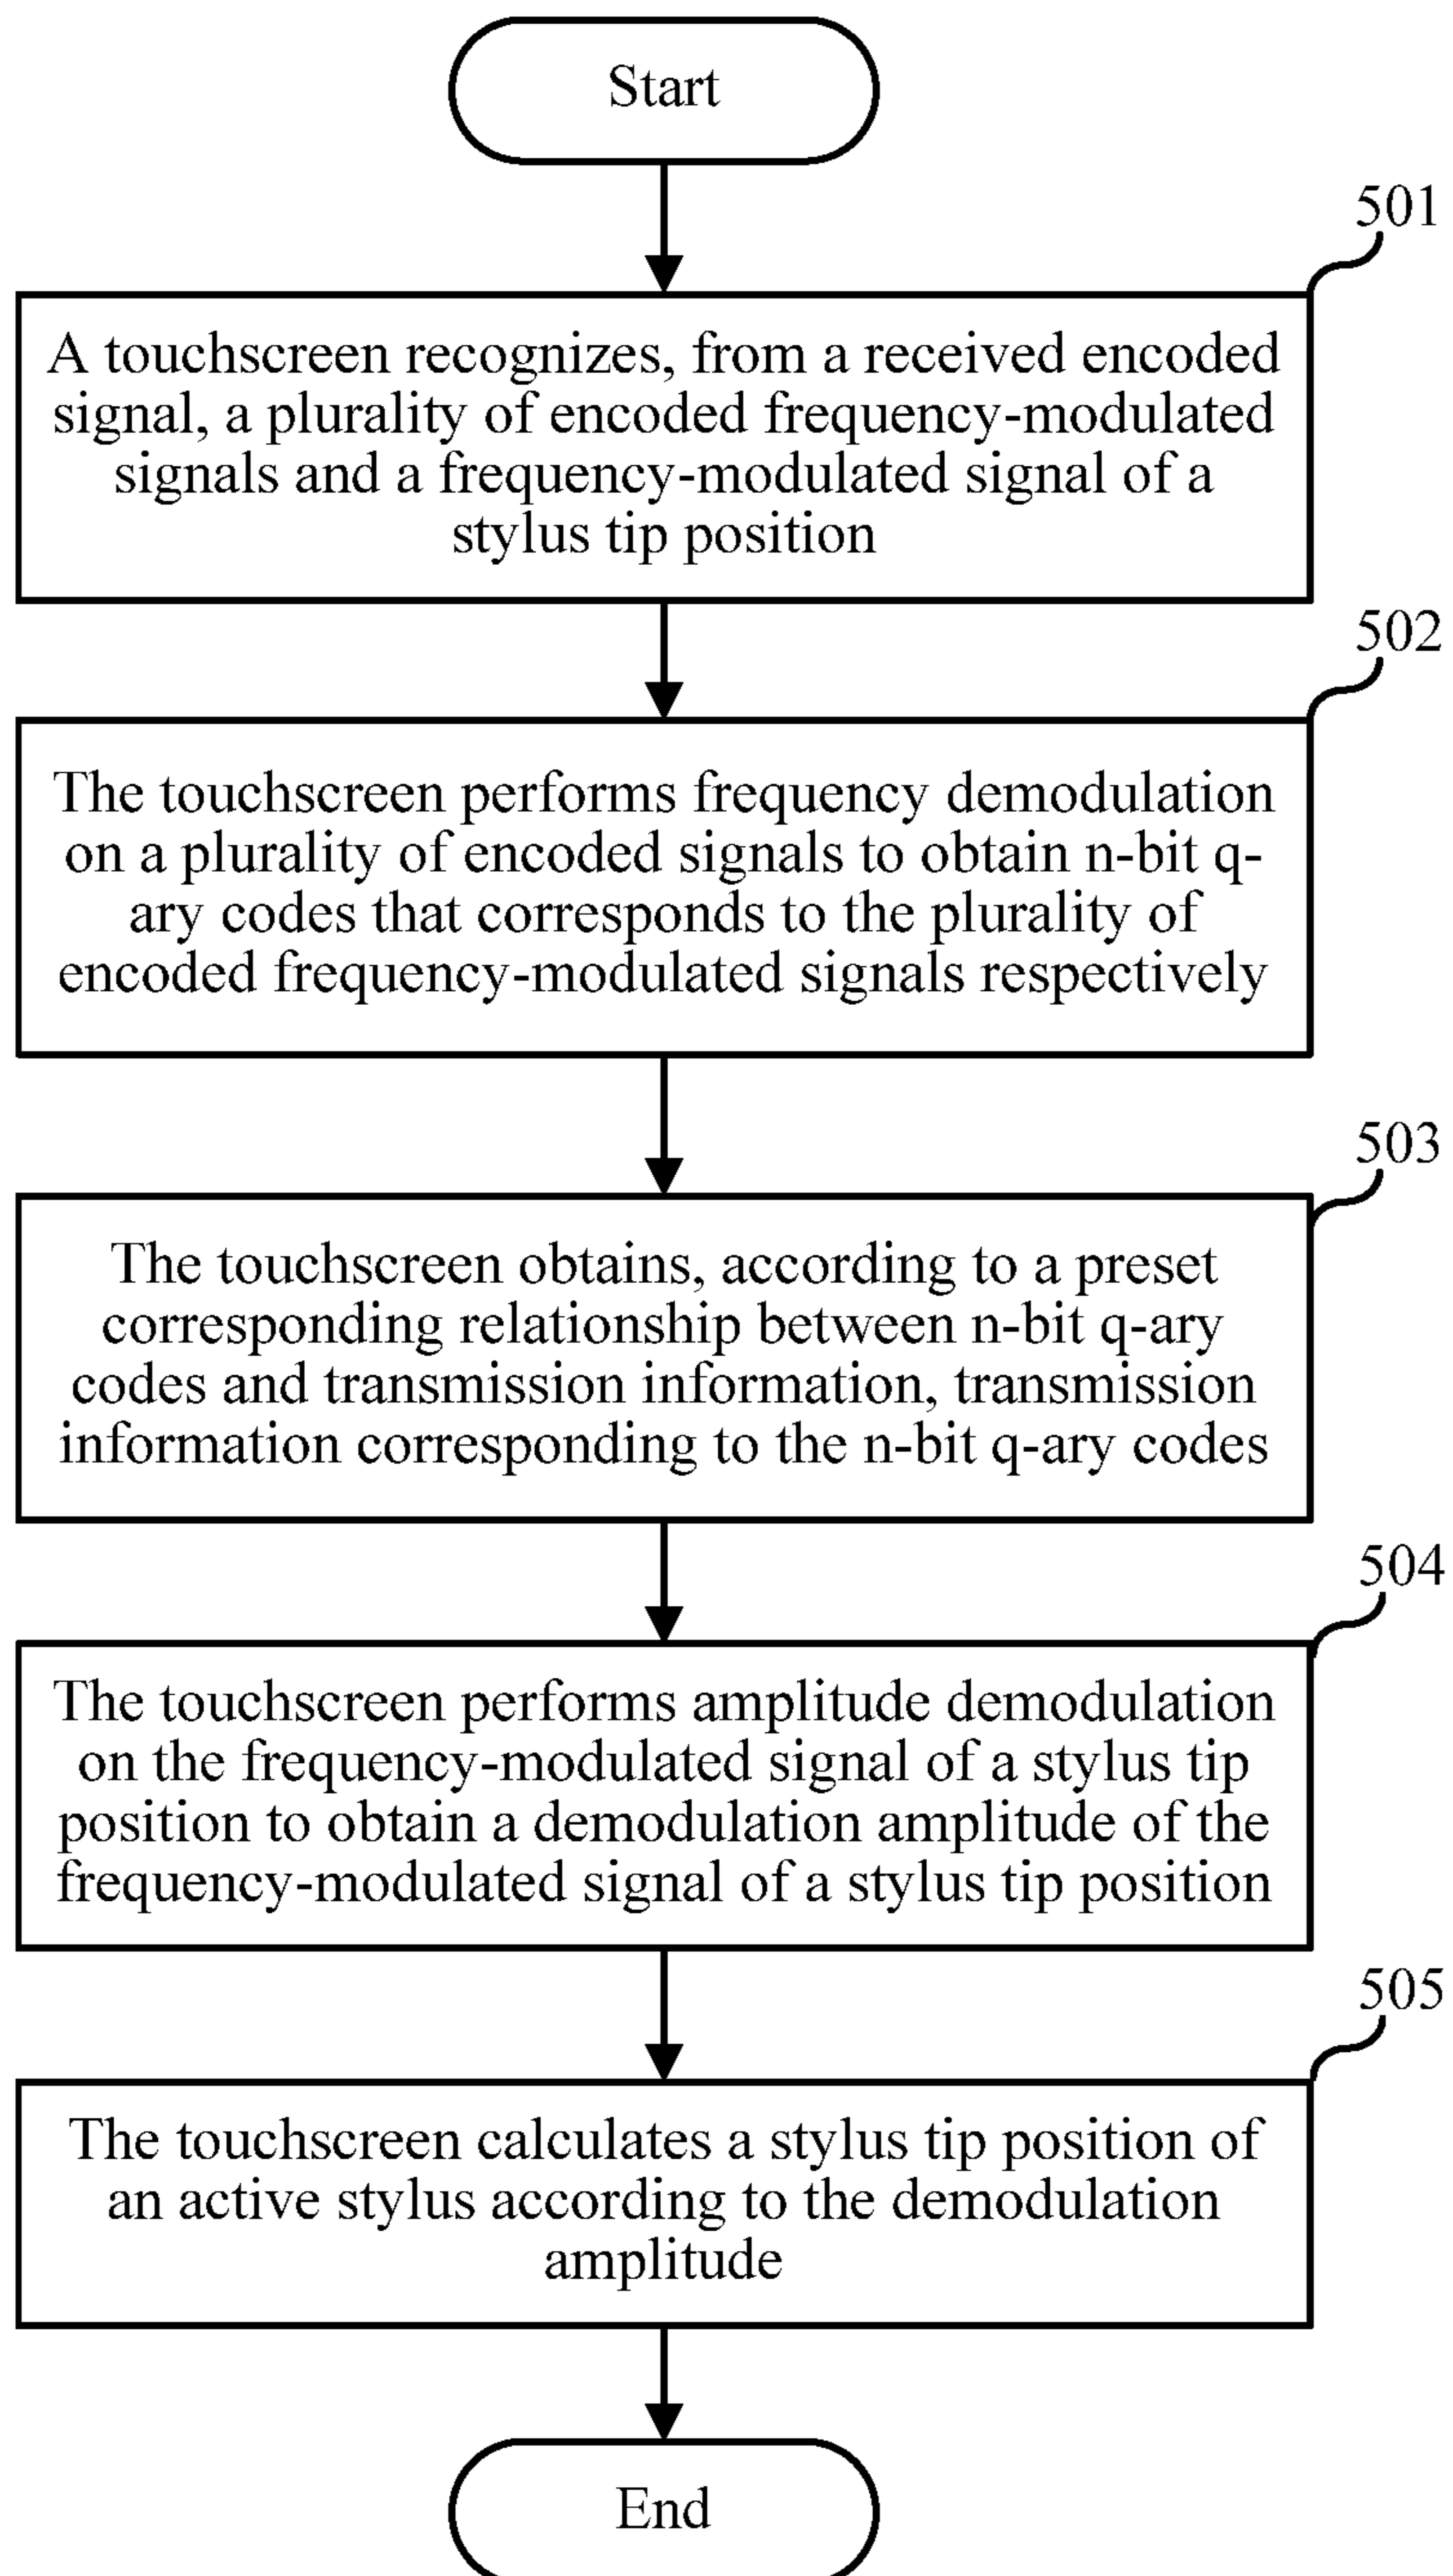 Start
501
A touchscreen recognizes, from a received encoded
signal, a plurality of encoded frequency-modulated
signals and a frequency-modulated signal of a
stylus tip position
502
The touchscreen performs frequency demodulation
on a plurality of encoded signals to obtain n-bit q-
ary codes that corresponds to the plurality of
encoded frequency-modulated signals respectively
503
The touchscreen obtains, according to a preset
corresponding relationship between n-bit q-ary
codes and transmission information, transmission
information corresponding to the n-bit q-ary codes
504
The touchscreen performs amplitude demodulation
on the frequency-modulated signal of a stylus tip
position to obtain a demodulation amplitude of the
frequency-modulated signal of a stylus tip position
505
The touchscreen calculates a stylus tip position of
an active stylus according to the demodulation
amplitude
End